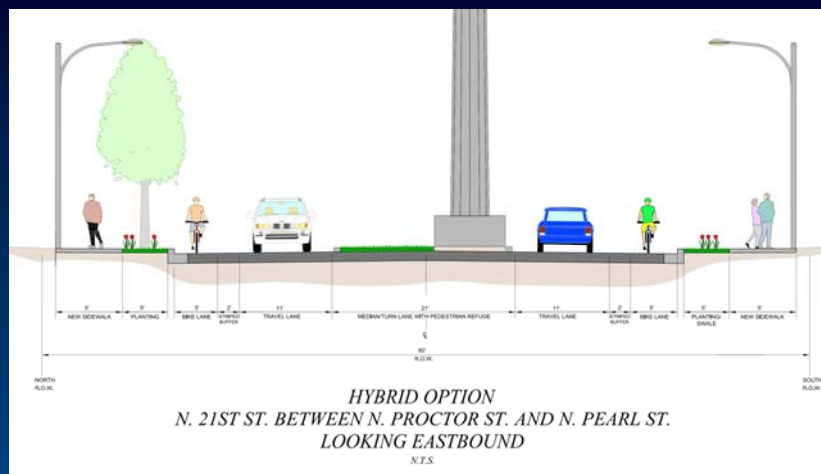 5' 5' 5' 2' 11' 21' 11' 2' 5' 5' 5'
NEW SIDEWALK PLANTING BIKE LANE STRIPED BUFFER TRAVEL LANE MEDIAN/TURN LANE WITH PEDESTRIAN REFUGE TRAVEL LANE STRIPED BUFFER BIKE LANE PLANTING/ SWALE NEW SIDEWALK
80'
R.O.W.
NORTH
R.O.W.
SOUTH
R.O.W.
HYBRID OPTION
N. 21ST ST. BETWEEN N. PROCTOR ST. AND N. PEARL ST.
LOOKING EASTBOUND
N.T.S.